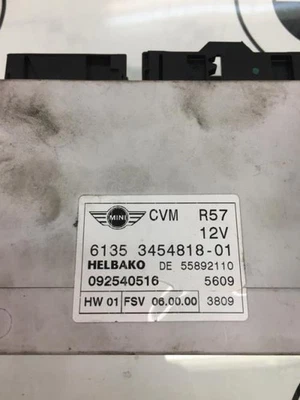 MINI CVM R57
12V
6135 3454818-01
HELBAKO DE 55892110
092540516 5609
HW 01 FSV 06.00.00 3809